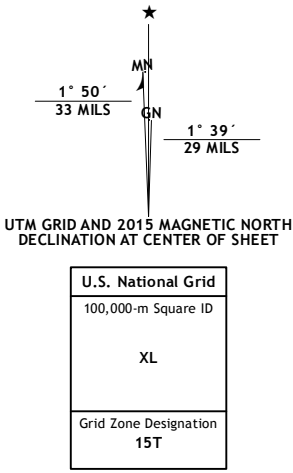 ★
MN
1° 50´
33 MILS
GN
1° 39´
29 MILS
UTM GRID AND 2015 MAGNETIC NORTH
DECLINATION AT CENTER OF SHEET
U.S. National Grid
100,000-m Square ID
XL
Grid Zone Designation
15T